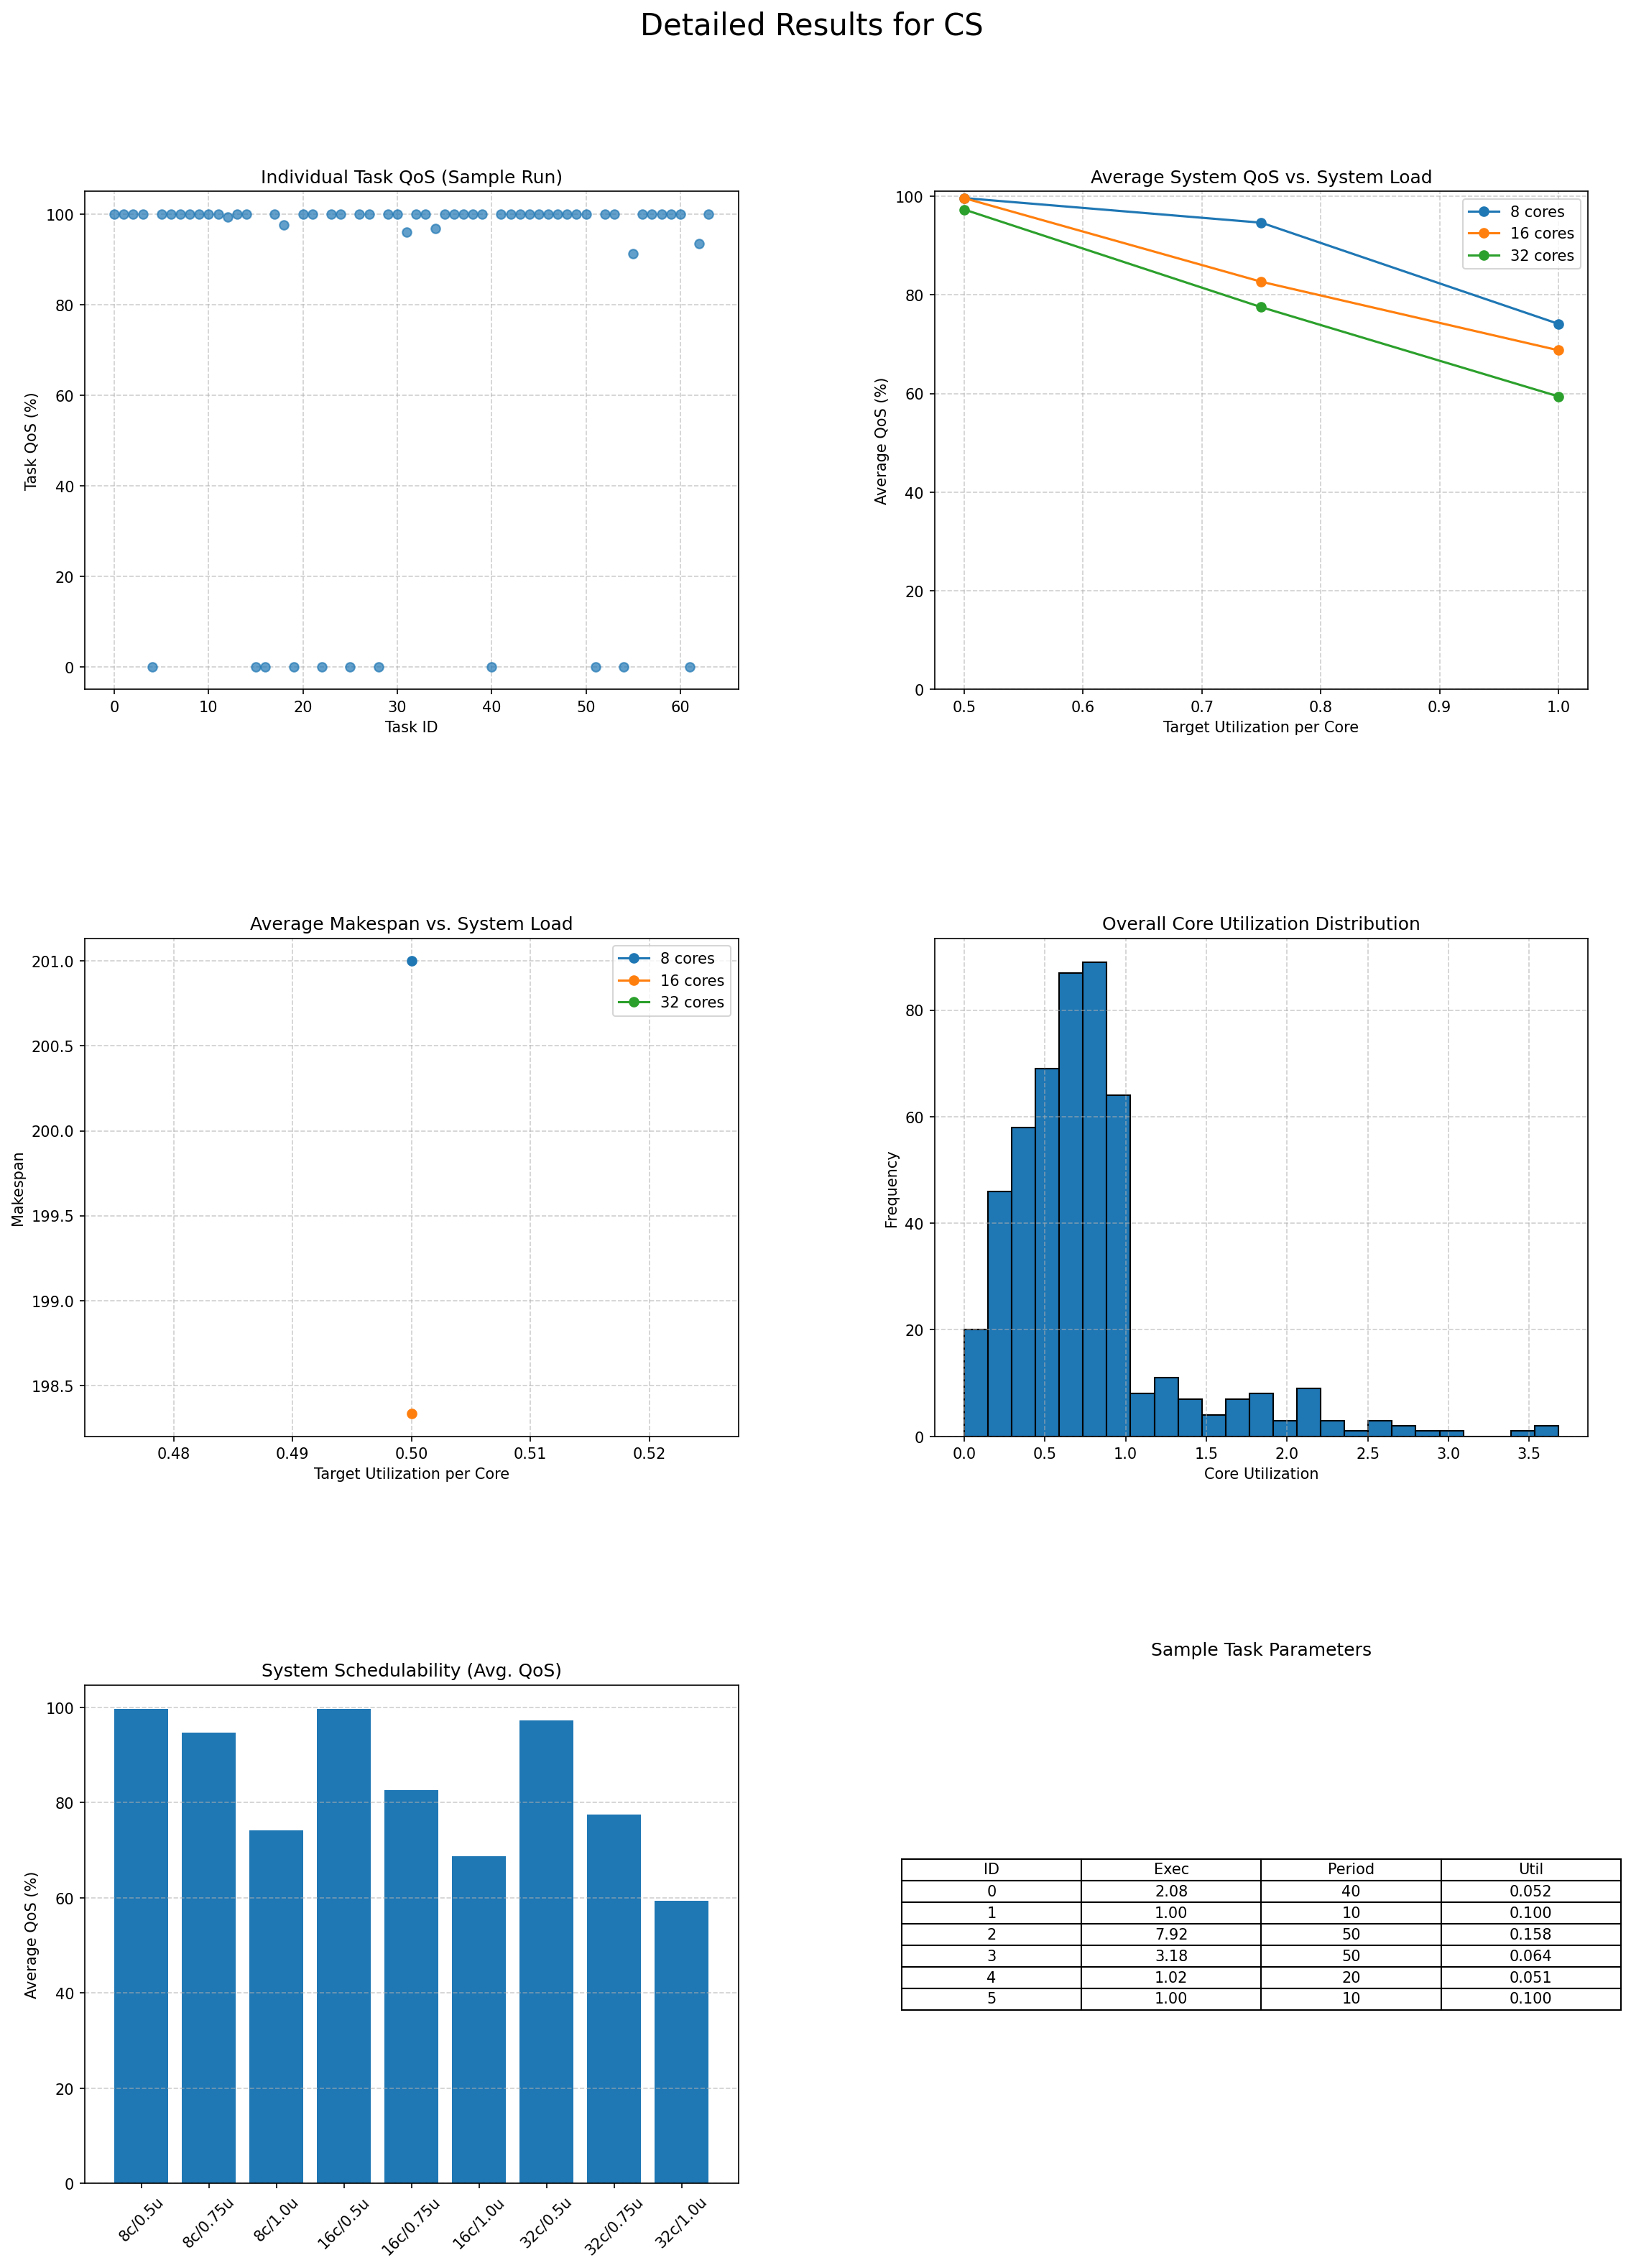 Detailed Results for CS
Individual Task QoS (Sample Run)
Task QoS (%)
100
80
60
40
20
0
0 10 20 30 40 50 60
Task ID
Average System QoS vs. System Load
8 cores
16 cores
32 cores
Average QoS (%)
100
80
60
40
20
0
0.5 0.6 0.7 0.8 0.9 1.0
Target Utilization per Core
Average Makespan vs. System Load
8 cores
16 cores
32 cores
Makespan
201.0
200.5
200.0
199.5
199.0
198.5
0.48 0.49 0.50 0.51 0.52
Target Utilization per Core
Overall Core Utilization Distribution
Frequency
80
60
40
20
0
0.0 0.5 1.0 1.5 2.0 2.5 3.0 3.5
Core Utilization
System Schedulability (Avg. QoS)
Average QoS (%)
100
80
60
40
20
0
8c/0.5u 8c/0.75u 8c/1.0u 16c/0.5u 16c/0.75u 16c/1.0u 32c/0.5u 32c/0.75u 32c/1.0u
Sample Task Parameters
ID Exec Period Util
0 2.08 40 0.052
1 1.00 10 0.100
2 7.92 50 0.158
3 3.18 50 0.064
4 1.02 20 0.051
5 1.00 10 0.100